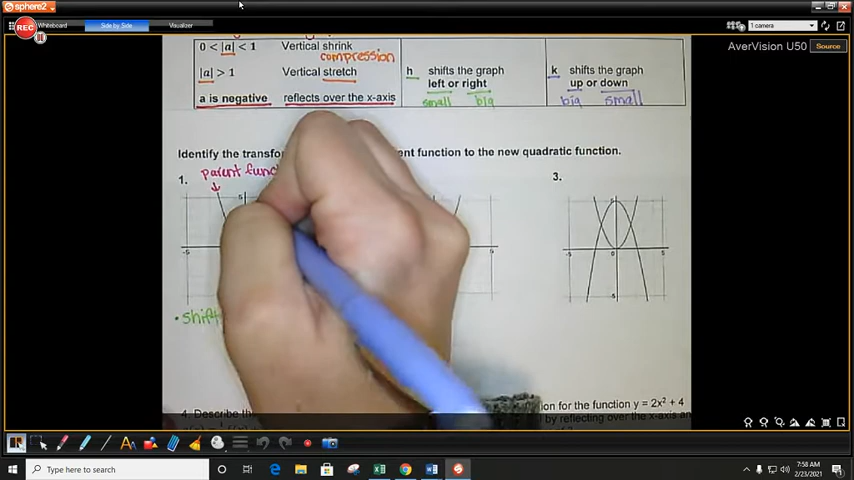 sphere2
REC
Whiteboard
Side by Side
Visualizer
1 camera
AverVision U50
Source
0 < |a| < 1 Vertical shrink
compression
|a| > 1 Vertical stretch
a is negative reflects over the x-axis
h shifts the graph
left or right
small big
k shifts the graph
up or down
big small
Identify the transfor ent function to the new quadratic function.
1. parent func
3.
5
-5
5
-5
0
5
5
-5
• shift
4. Describe the
ion for the function y = 2x² + 4
by reflecting over the x-axis an
Type here to search
7:58 AM
2/23/2021